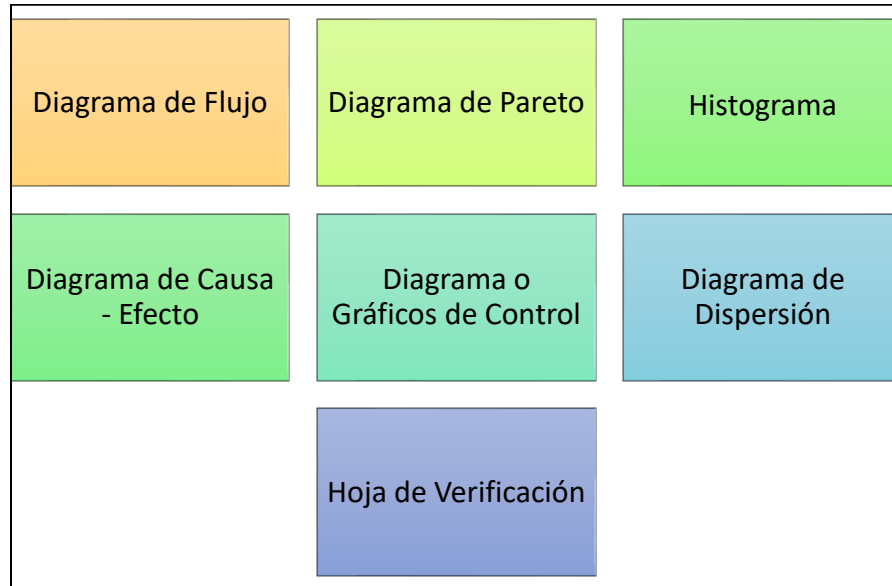 Diagrama de Flujo
Diagrama de Pareto
Histograma
Diagrama de Causa
- Efecto
Diagrama o
Gráficos de Control
Diagrama de
Dispersión
Hoja de Verificación